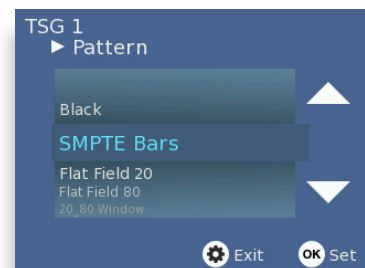 TSG 1
Pattern
Black
SMPTE Bars
Flat Field 20
Flat Field 80
20_80 Window
Exit
OK Set